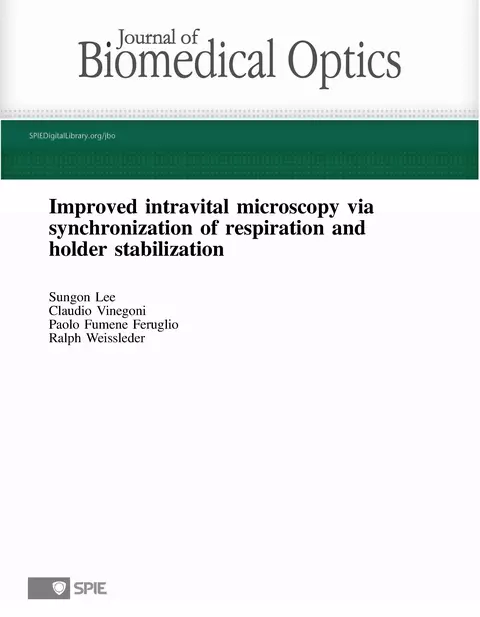 Journal of
Biomedical Optics
SPIEDigitalLibrary.org/jbo
Improved intravital microscopy via
synchronization of respiration and
holder stabilization
Sungon Lee
Claudio Vinegoni
Paolo Fumene Feruglio
Ralph Weissleder
SPIE